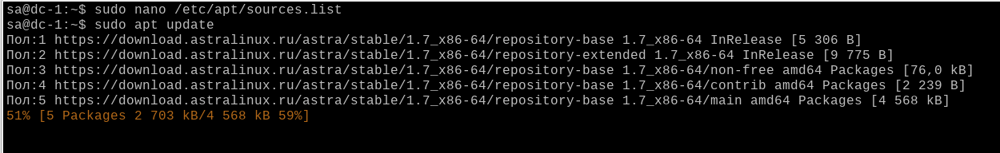 sa@dc-1:~$ sudo nano /etc/apt/sources.list
sa@dc-1:~$ sudo apt update
Пол:1 https://download.astralinux.ru/astra/stable/1.7_x86-64/repository-base 1.7_x86-64 InRelease [5 306 B]
Пол:2 https://download.astralinux.ru/astra/stable/1.7_x86-64/repository-extended 1.7_x86-64 InRelease [9 775 B]
Пол:3 https://download.astralinux.ru/astra/stable/1.7_x86-64/repository-base 1.7_x86-64/non-free amd64 Packages [76,0 kB]
Пол:4 https://download.astralinux.ru/astra/stable/1.7_x86-64/repository-base 1.7_x86-64/contrib amd64 Packages [2 239 B]
Пол:5 https://download.astralinux.ru/astra/stable/1.7_x86-64/repository-base 1.7_x86-64/main amd64 Packages [4 568 kB]
51% [5 Packages 2 703 kB/4 568 kB 59%]